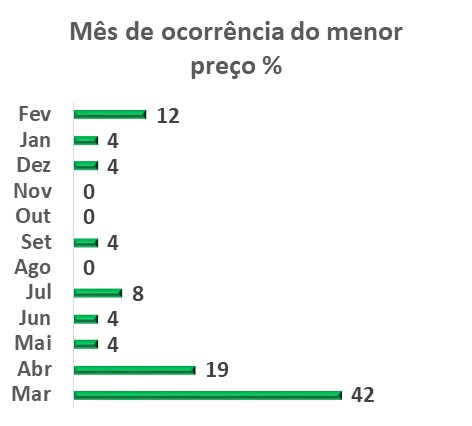 Mês de ocorrência do menor
preço %
Fev 12
Jan 4
Dez 4
Nov 0
Out 0
Set 4
Ago 0
Jul 8
Jun 4
Mai 4
Abr 19
Mar 42